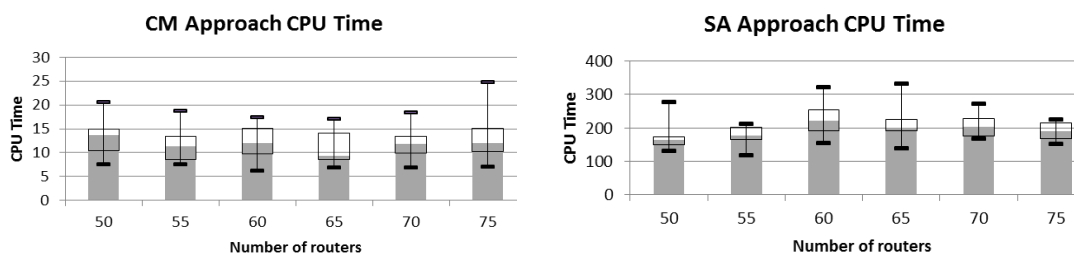 CM Approach CPU Time
30
25
20
15
10
5
0
CPU Time
50 55 60 65 70 75
Number of routers
SA Approach CPU Time
400
300
200
100
0
CPU Time
50 55 60 65 70 75
Number of routers